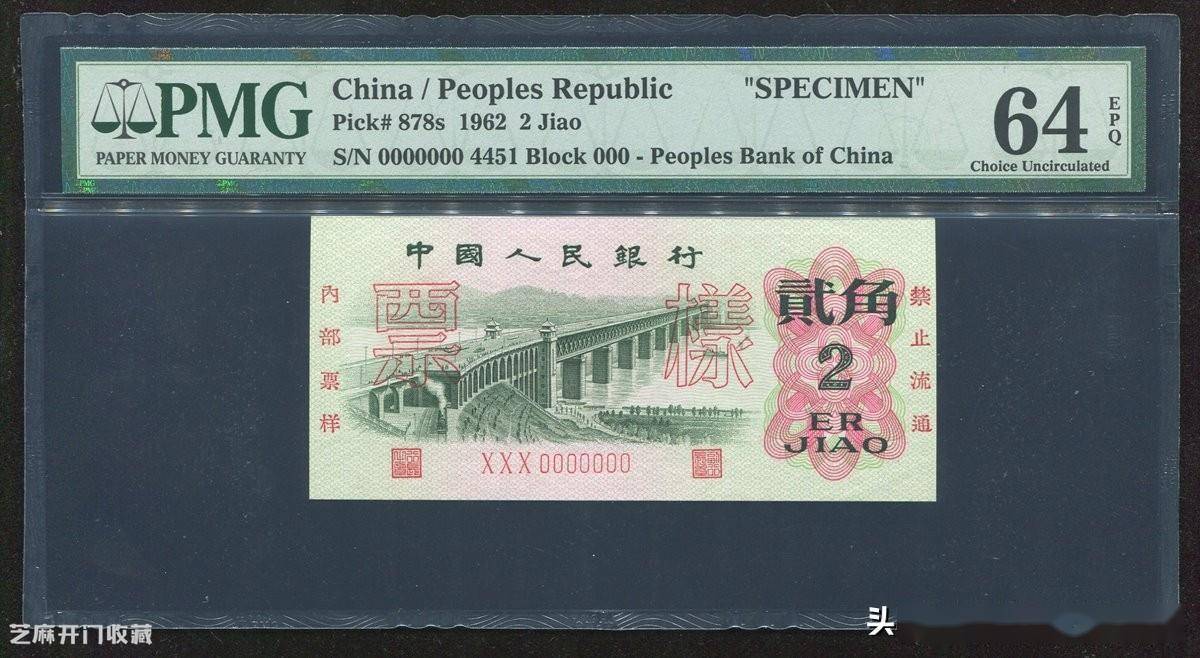 PMG
PAPER MONEY GUARANTY
China / Peoples Republic "SPECIMEN"
Pick# 878s 1962 2 Jiao
S/N 0000000 4451 Block 000 - Peoples Bank of China
64
EPQ
Choice Uncirculated
中國人民銀行
内部票样
票樣
貳角
2
ER
JIAO
禁止流通
XXX 0000000
芝麻开门收藏
头